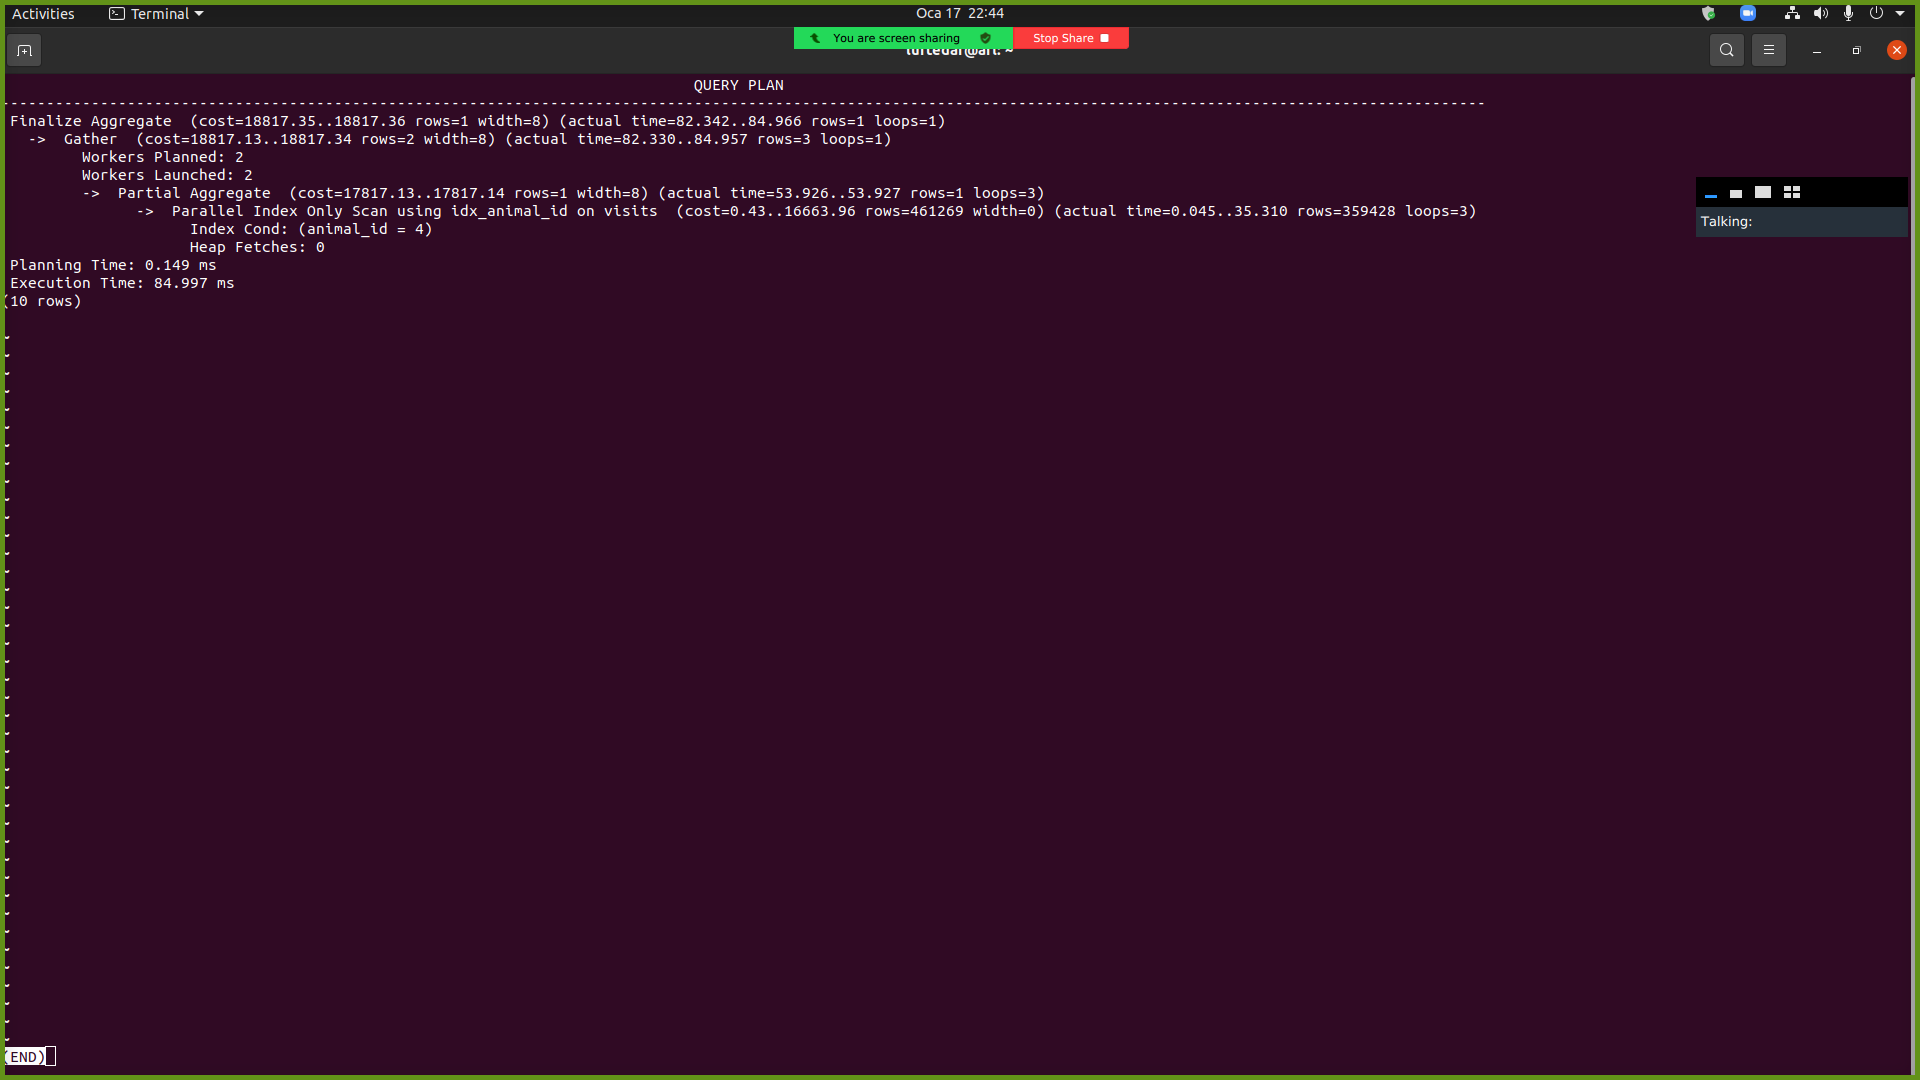 Activities Terminal Oca 17 22:44
You are screen sharing Stop Share
QUERY PLAN
--------------------------------------------------------------------------------------------------------------------------------------------------------------------
Finalize Aggregate  (cost=18817.35..18817.36 rows=1 width=8) (actual time=82.342..84.966 rows=1 loops=1)
  ->  Gather  (cost=18817.13..18817.34 rows=2 width=8) (actual time=82.330..84.957 rows=3 loops=1)
        Workers Planned: 2
        Workers Launched: 2
        ->  Partial Aggregate  (cost=17817.13..17817.14 rows=1 width=8) (actual time=53.926..53.927 rows=1 loops=3)
              ->  Parallel Index Only Scan using idx_animal_id on visits  (cost=0.43..16663.96 rows=461269 width=0) (actual time=0.045..35.310 rows=359428 loops=3)
                    Index Cond: (animal_id = 4)
                    Heap Fetches: 0
Planning Time: 0.149 ms
Execution Time: 84.997 ms
(10 rows)
Talking:
(END)